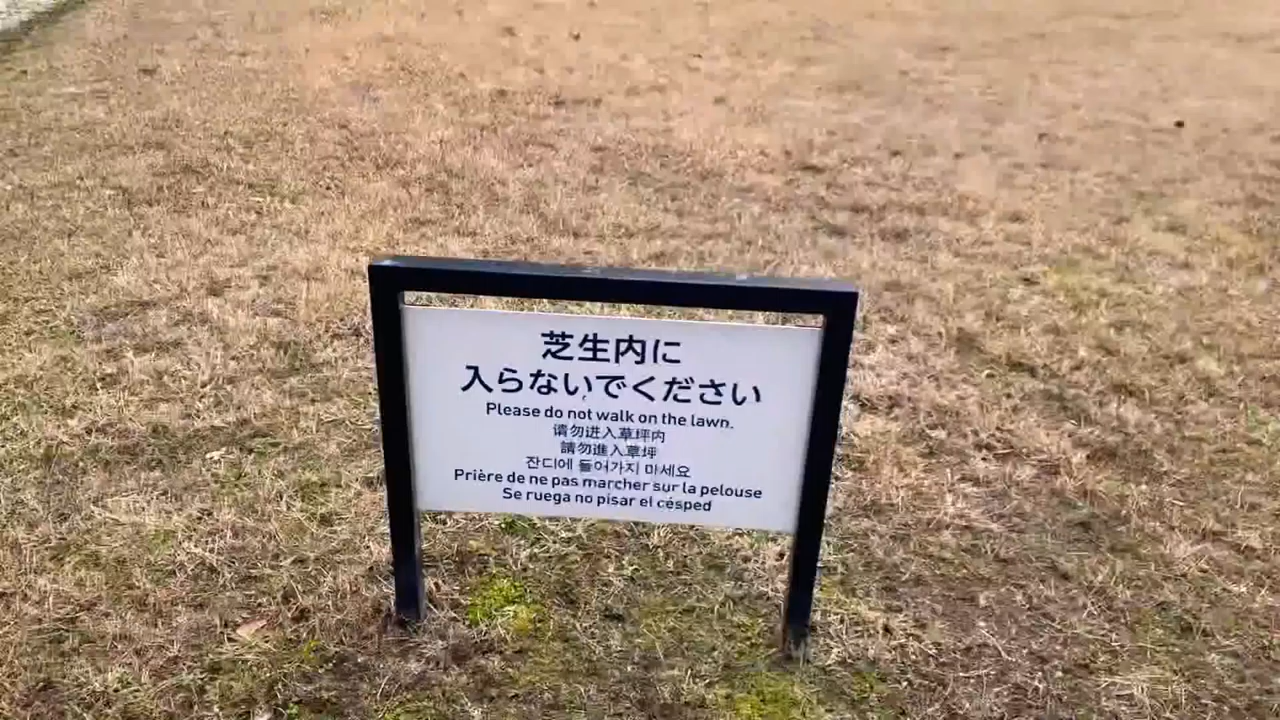 芝生内に
入らないでください
Please do not walk on the lawn.
请勿进入草坪内
請勿進入草坪
잔디에 들어가지 마세요
Prière de ne pas marcher sur la pelouse
Se ruega no pisar el césped